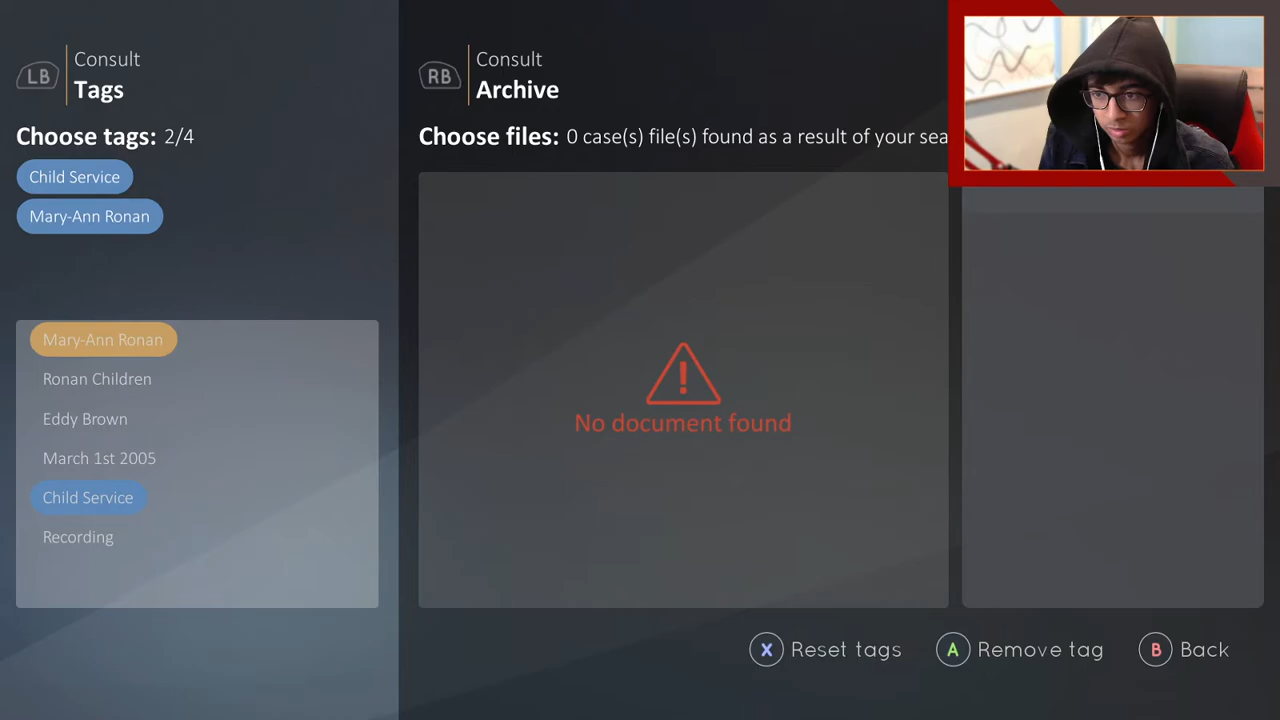 LB
Consult
Tags
Choose tags: 2/4
Child Service
Mary-Ann Ronan
Mary-Ann Ronan
Ronan Children
Eddy Brown
March 1st 2005
Child Service
Recording
RB
Consult
Archive
Choose files: 0 case(s) file(s) found as a result of your sea
No document found
X Reset tags
A Remove tag
B Back